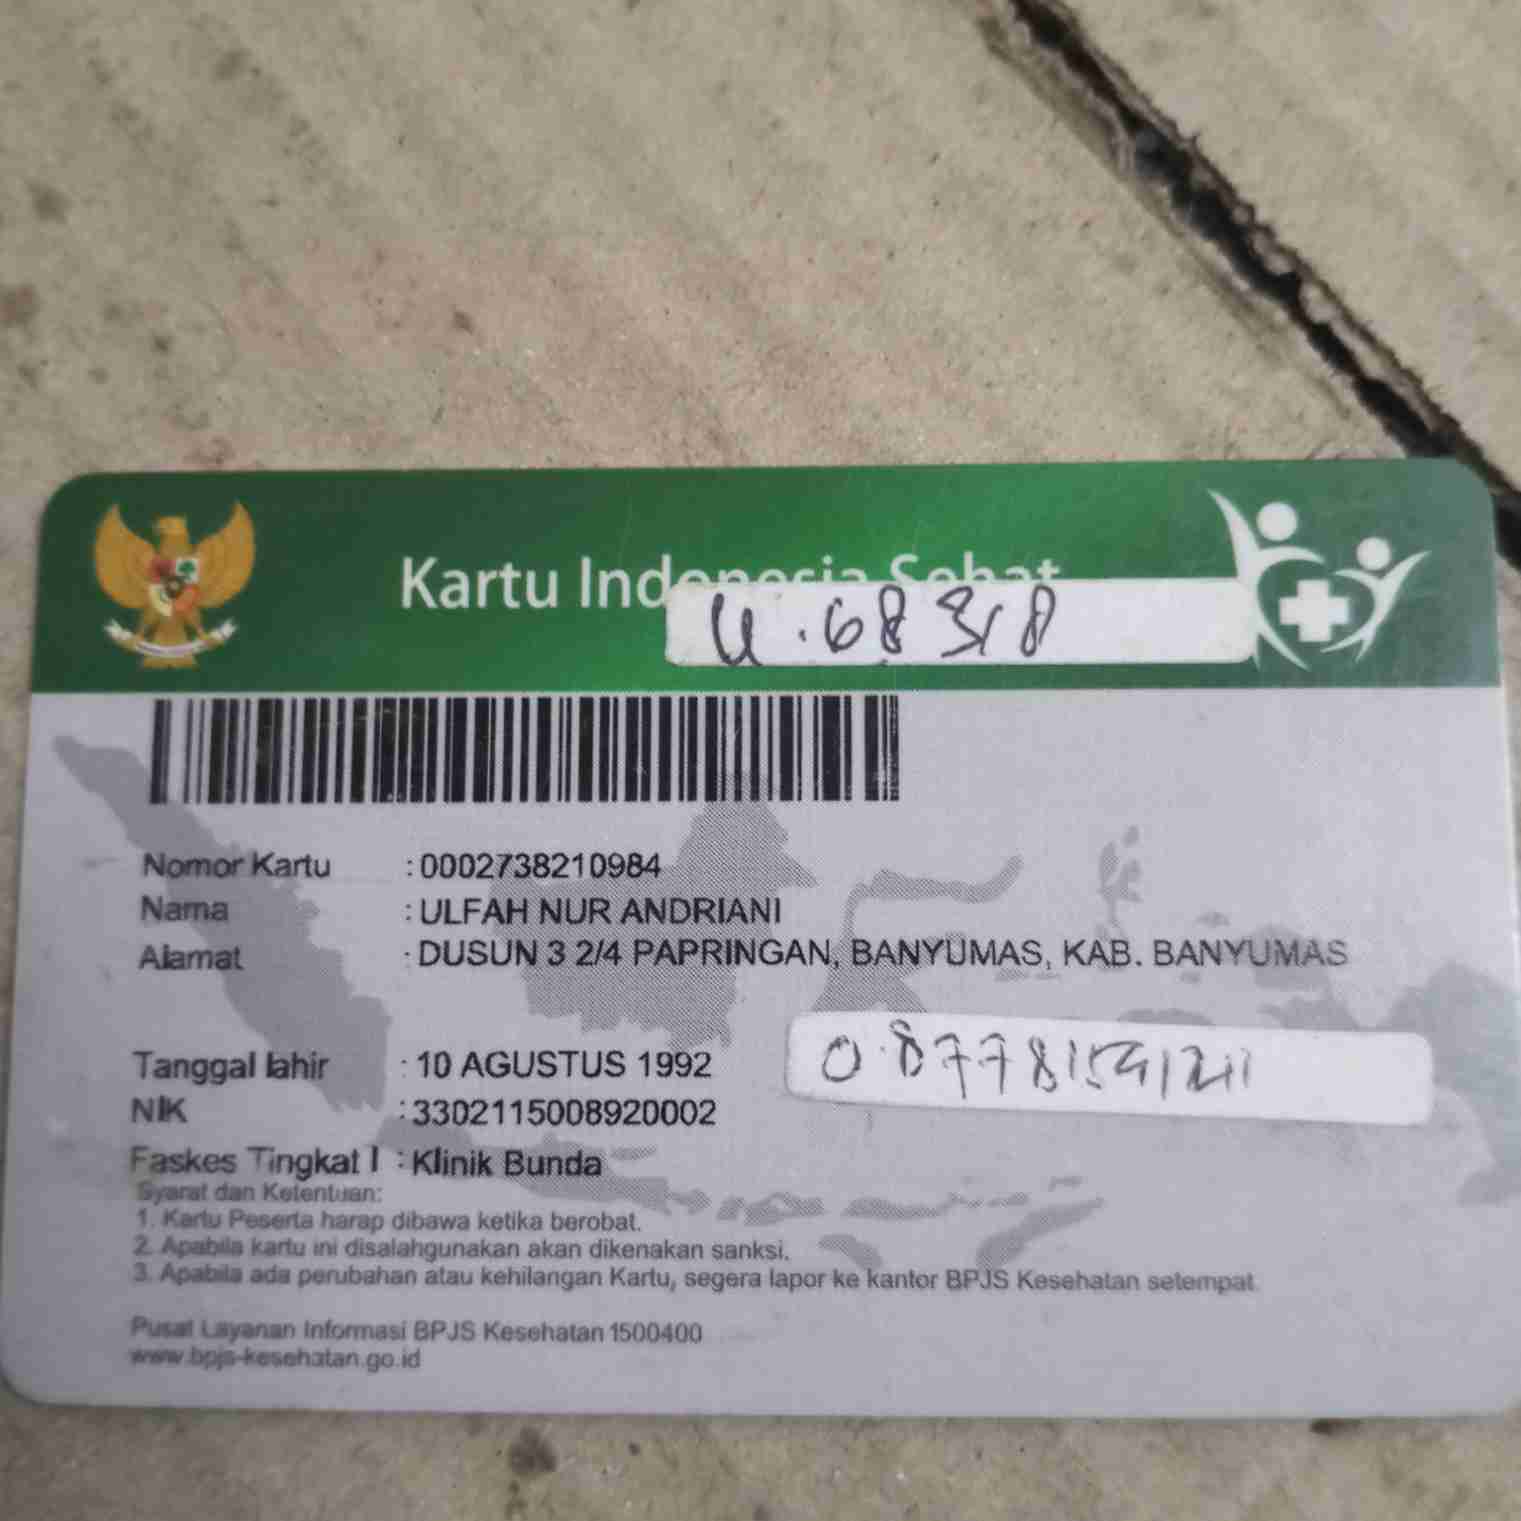 Kartu Indonesia Sehat
Nomor Kartu : 0002738210984
Nama : ULFAH NUR ANDRIANI
Alamat : DUSUN 3 2/4 PAPRINGAN, BANYUMAS, KAB. BANYUMAS
Tanggal lahir : 10 AGUSTUS 1992
NIK : 3302115008920002
Faskes Tingkat I : Klinik Bunda
Syarat dan Ketentuan:
1. Kartu Peserta harap dibawa ketika berobat.
2. Apabila kartu ini disalahgunakan akan dikenakan sanksi.
3. Apabila ada perubahan atau kehilangan Kartu, segera lapor ke kantor BPJS Kesehatan setempat.
Pusat Layanan Informasi BPJS Kesehatan 1500400
www.bpjs-kesehatan.go.id